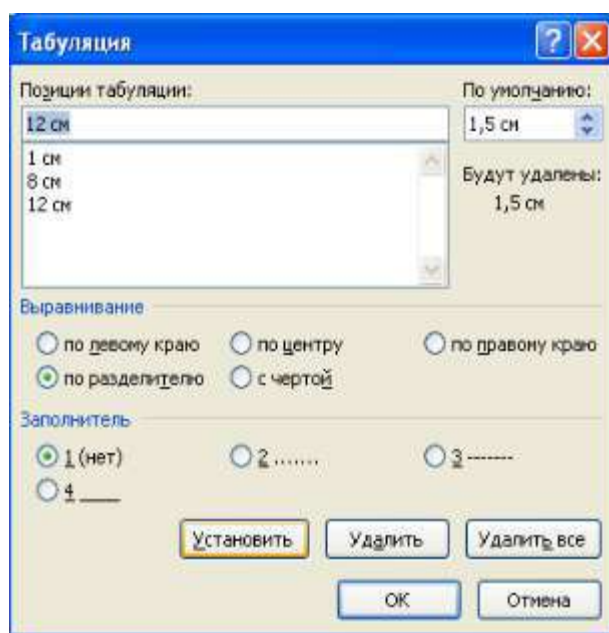 Табуляция
Позиции табуляции:
По умолчанию:
12 см
1,5 см
1 см
8 см
12 см
Будут удалены:
1,5 см
Выравнивание
по левому краю
по центру
по правому краю
по разделителю
с чертой
Заполнитель
1 (нет)
2 .......
3 -------
4 ____
Установить
Удалить
Удалить все
ОК
Отмена